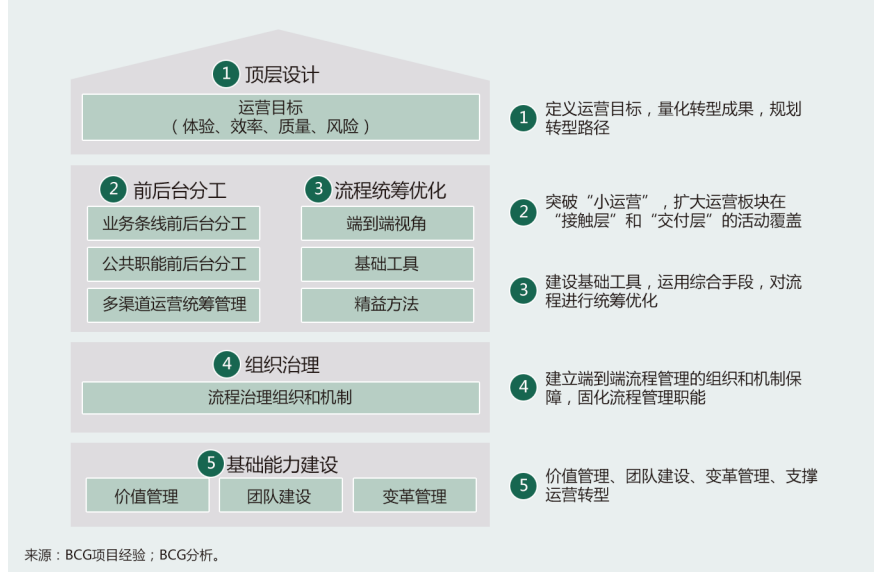 1 顶层设计
运营目标
（体验、效率、质量、风险）
1 定义运营目标，量化转型成果，规划
转型路径
2 前后台分工
业务条线前后台分工
公共职能前后台分工
多渠道运营统筹管理
3 流程统筹优化
端到端视角
基础工具
精益方法
2 突破“小运营”，扩大运营板块在
“接触层”和“交付层”的活动覆盖
3 建设基础工具，运用综合手段，对流
程进行统筹优化
4 组织治理
流程治理组织和机制
4 建立端到端流程管理的组织和机制保
障，固化流程管理职能
5 基础能力建设
价值管理
团队建设
变革管理
5 价值管理、团队建设、变革管理、支撑
运营转型
来源：BCG项目经验；BCG分析。